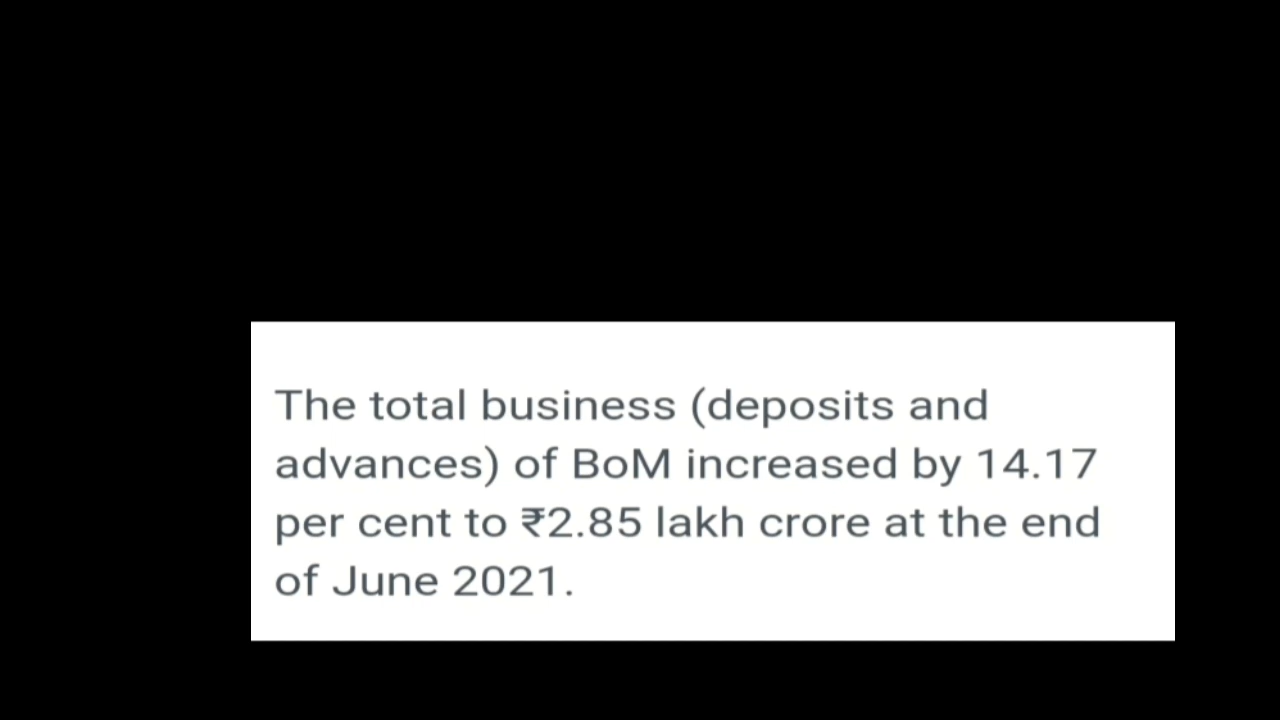 The total business (deposits and
advances) of BoM increased by 14.17
per cent to ₹2.85 lakh crore at the end
of June 2021.